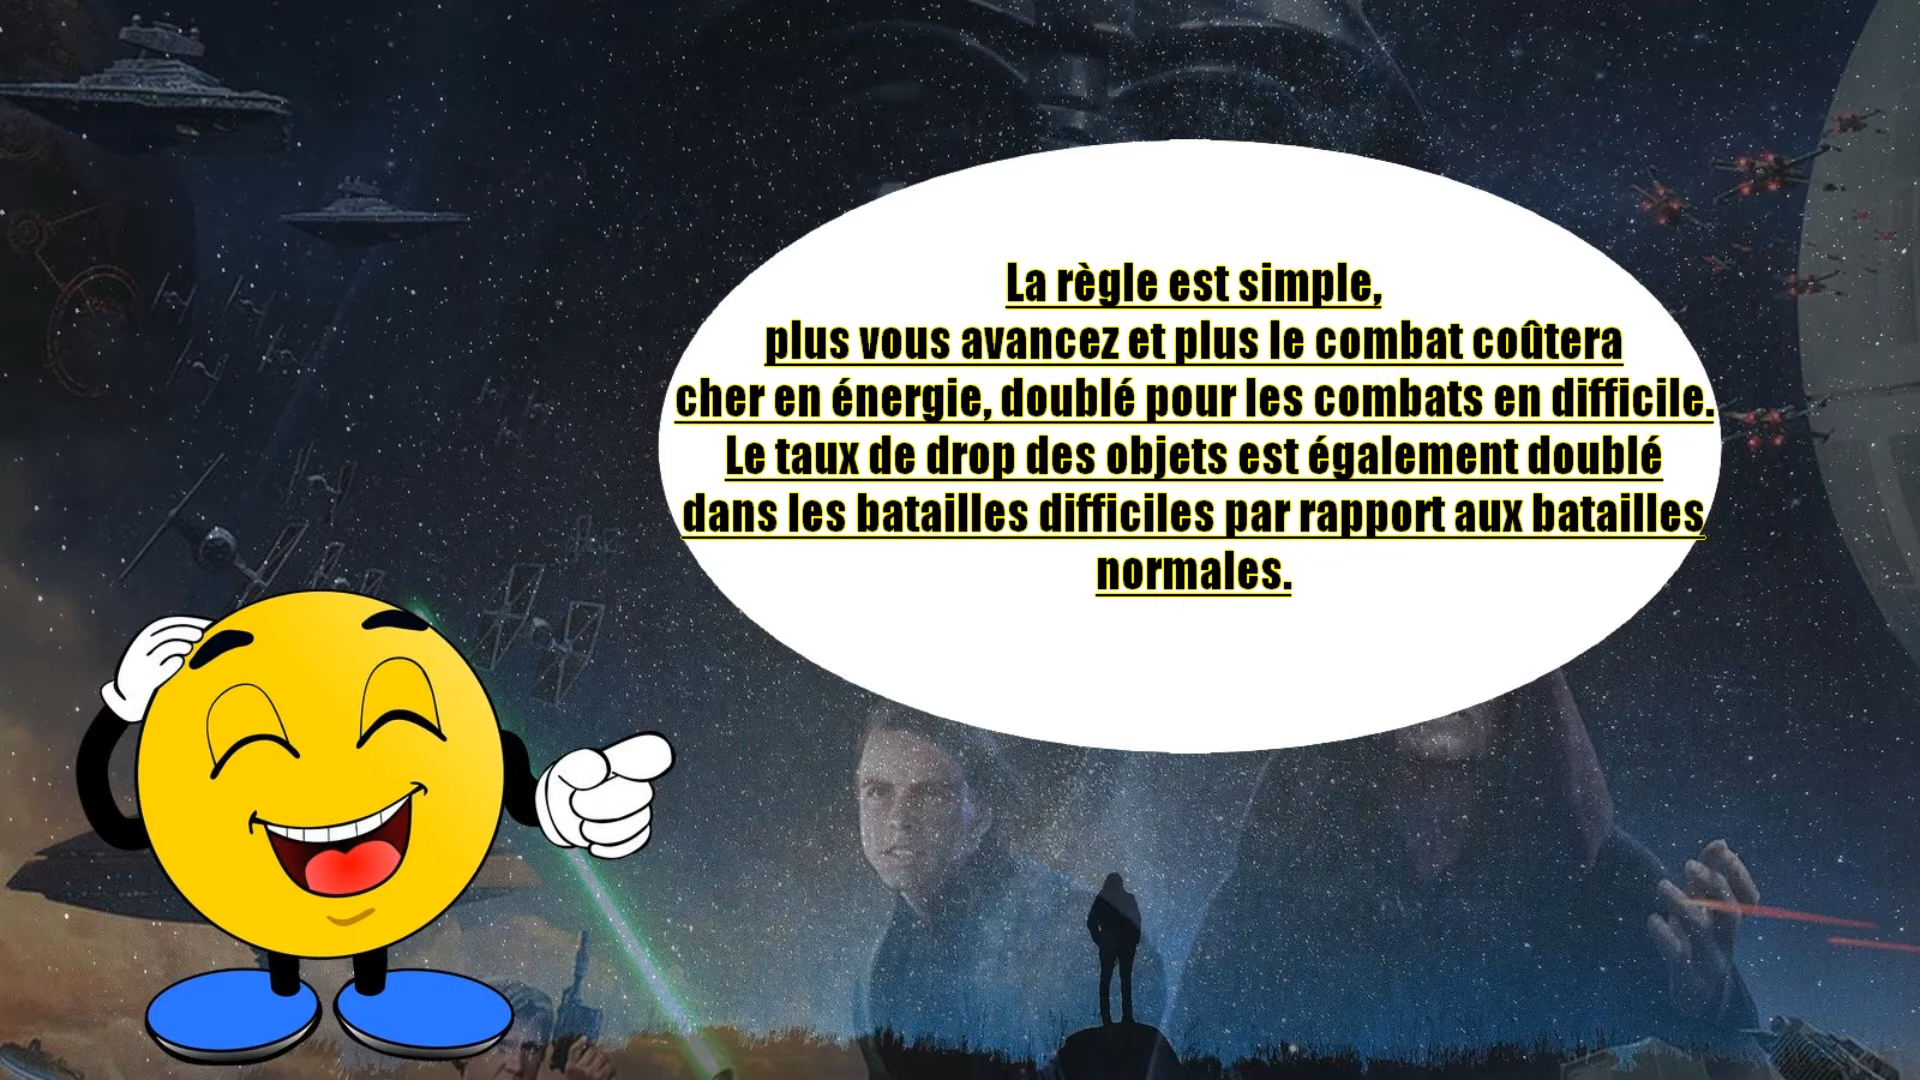 La règle est simple,
plus vous avancez et plus le combat coûtera
cher en énergie, doublé pour les combats en difficile.
Le taux de drop des objets est également doublé
dans les batailles difficiles par rapport aux batailles
normales.